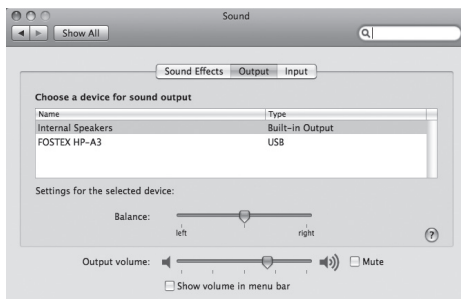 Sound
Show All
Sound Effects Output Input
Choose a device for sound output
Name Type
Internal Speakers Built-in Output
FOSTEX HP-A3 USB
Settings for the selected device:
Balance:
left right
?
Output volume: Mute
Show volume in menu bar